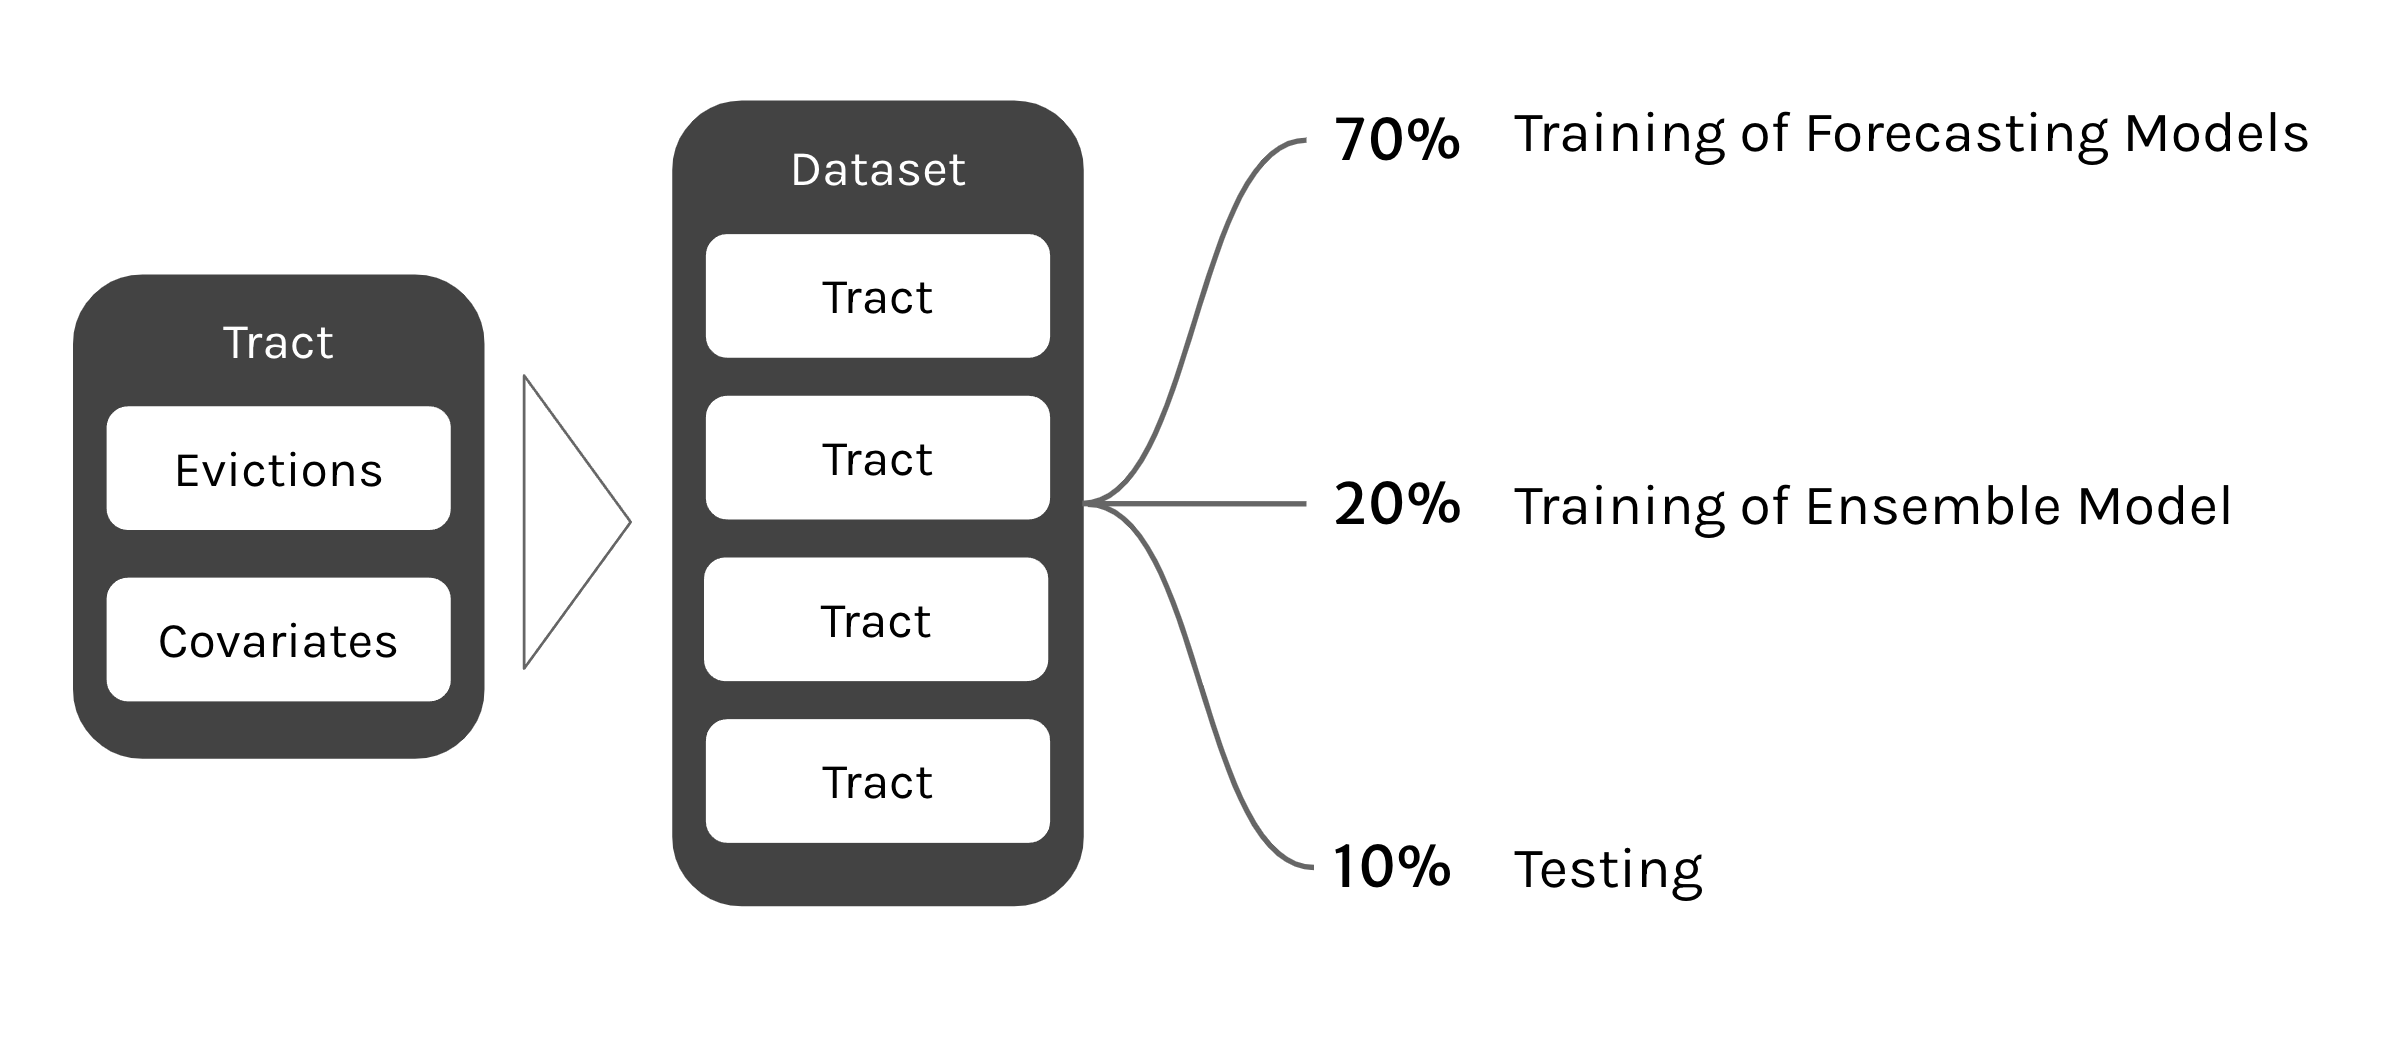 Tract
Evictions
Covariates
Dataset
Tract
Tract
Tract
Tract
70% Training of Forecasting Models
20% Training of Ensemble Model
10% Testing